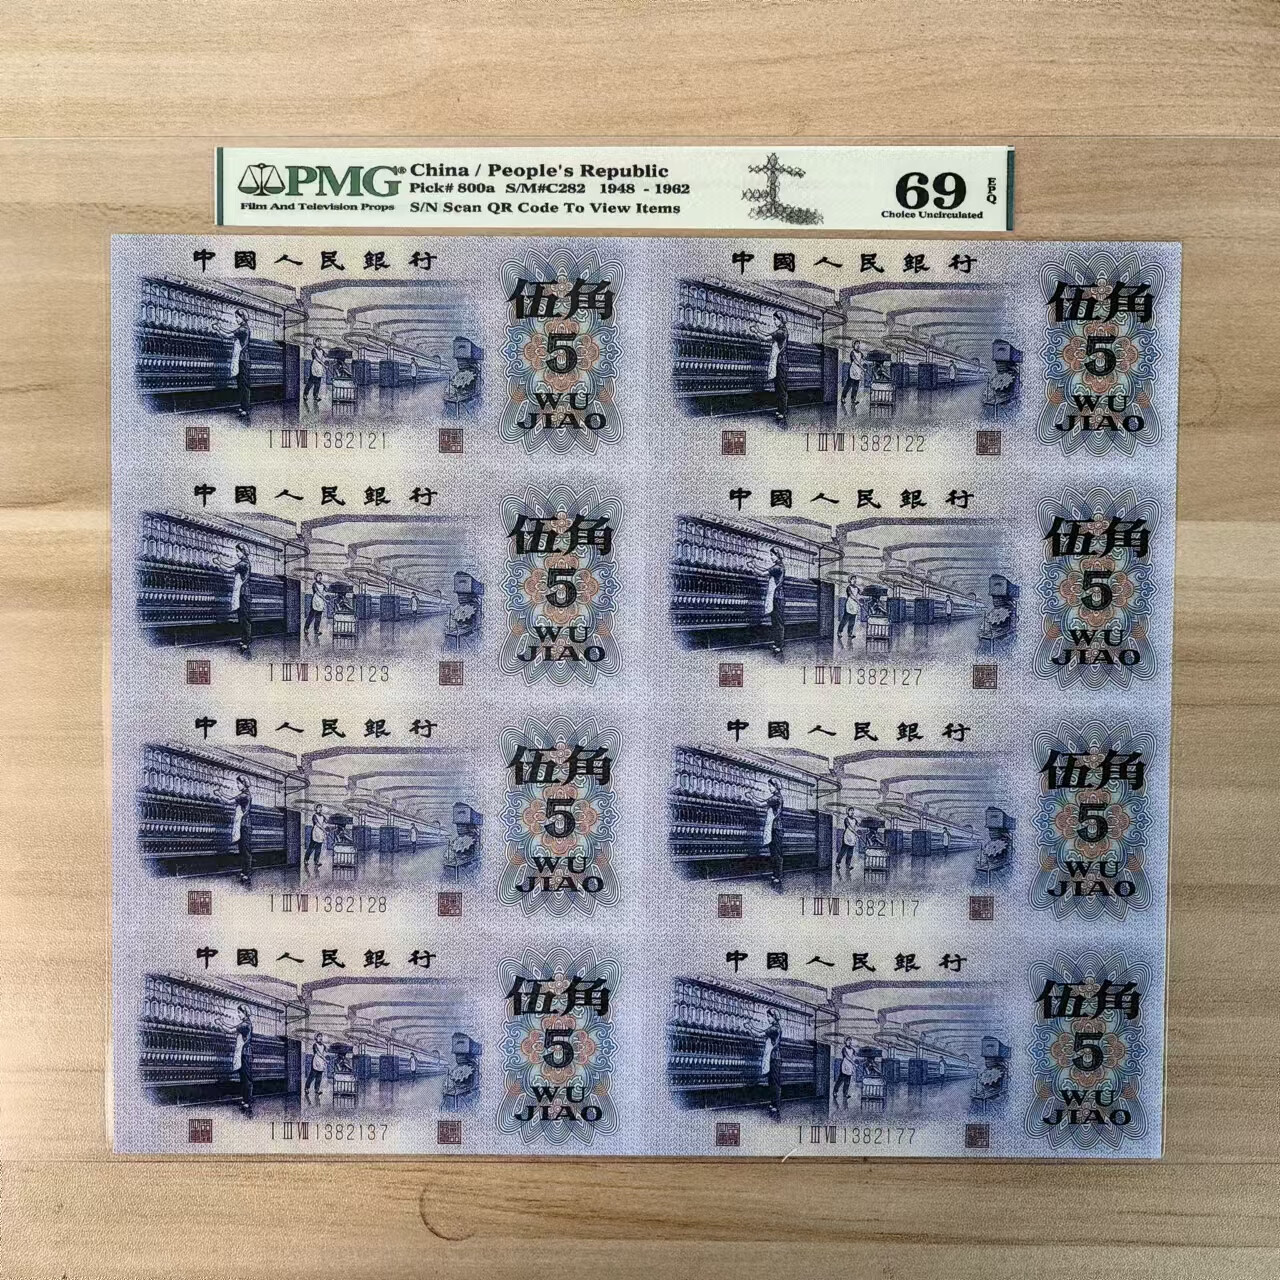 PMG® China / People's Republic
Pick# 800a S/M#C282 1948 - 1962
Film And Television Props S/N Scan QR Code To View Items
69 EPQ
Choice Uncirculated
中國人民銀行 中國人民銀行
伍角 伍角
5 5
WU WU
JIAO JIAO
I III VIII 1382121 I III VIII 1382122
中國人民銀行 中國人民銀行
伍角 伍角
5 5
WU WU
JIAO JIAO
I III VIII 1382123 I III VIII 1382127
中國人民銀行 中國人民銀行
伍角 伍角
5 5
WU WU
JIAO JIAO
I III VIII 1382128 I III VIII 1382117
中國人民銀行 中國人民銀行
伍角 伍角
5 5
WU WU
JIAO JIAO
I III VIII 1382137 I III VIII 1382177